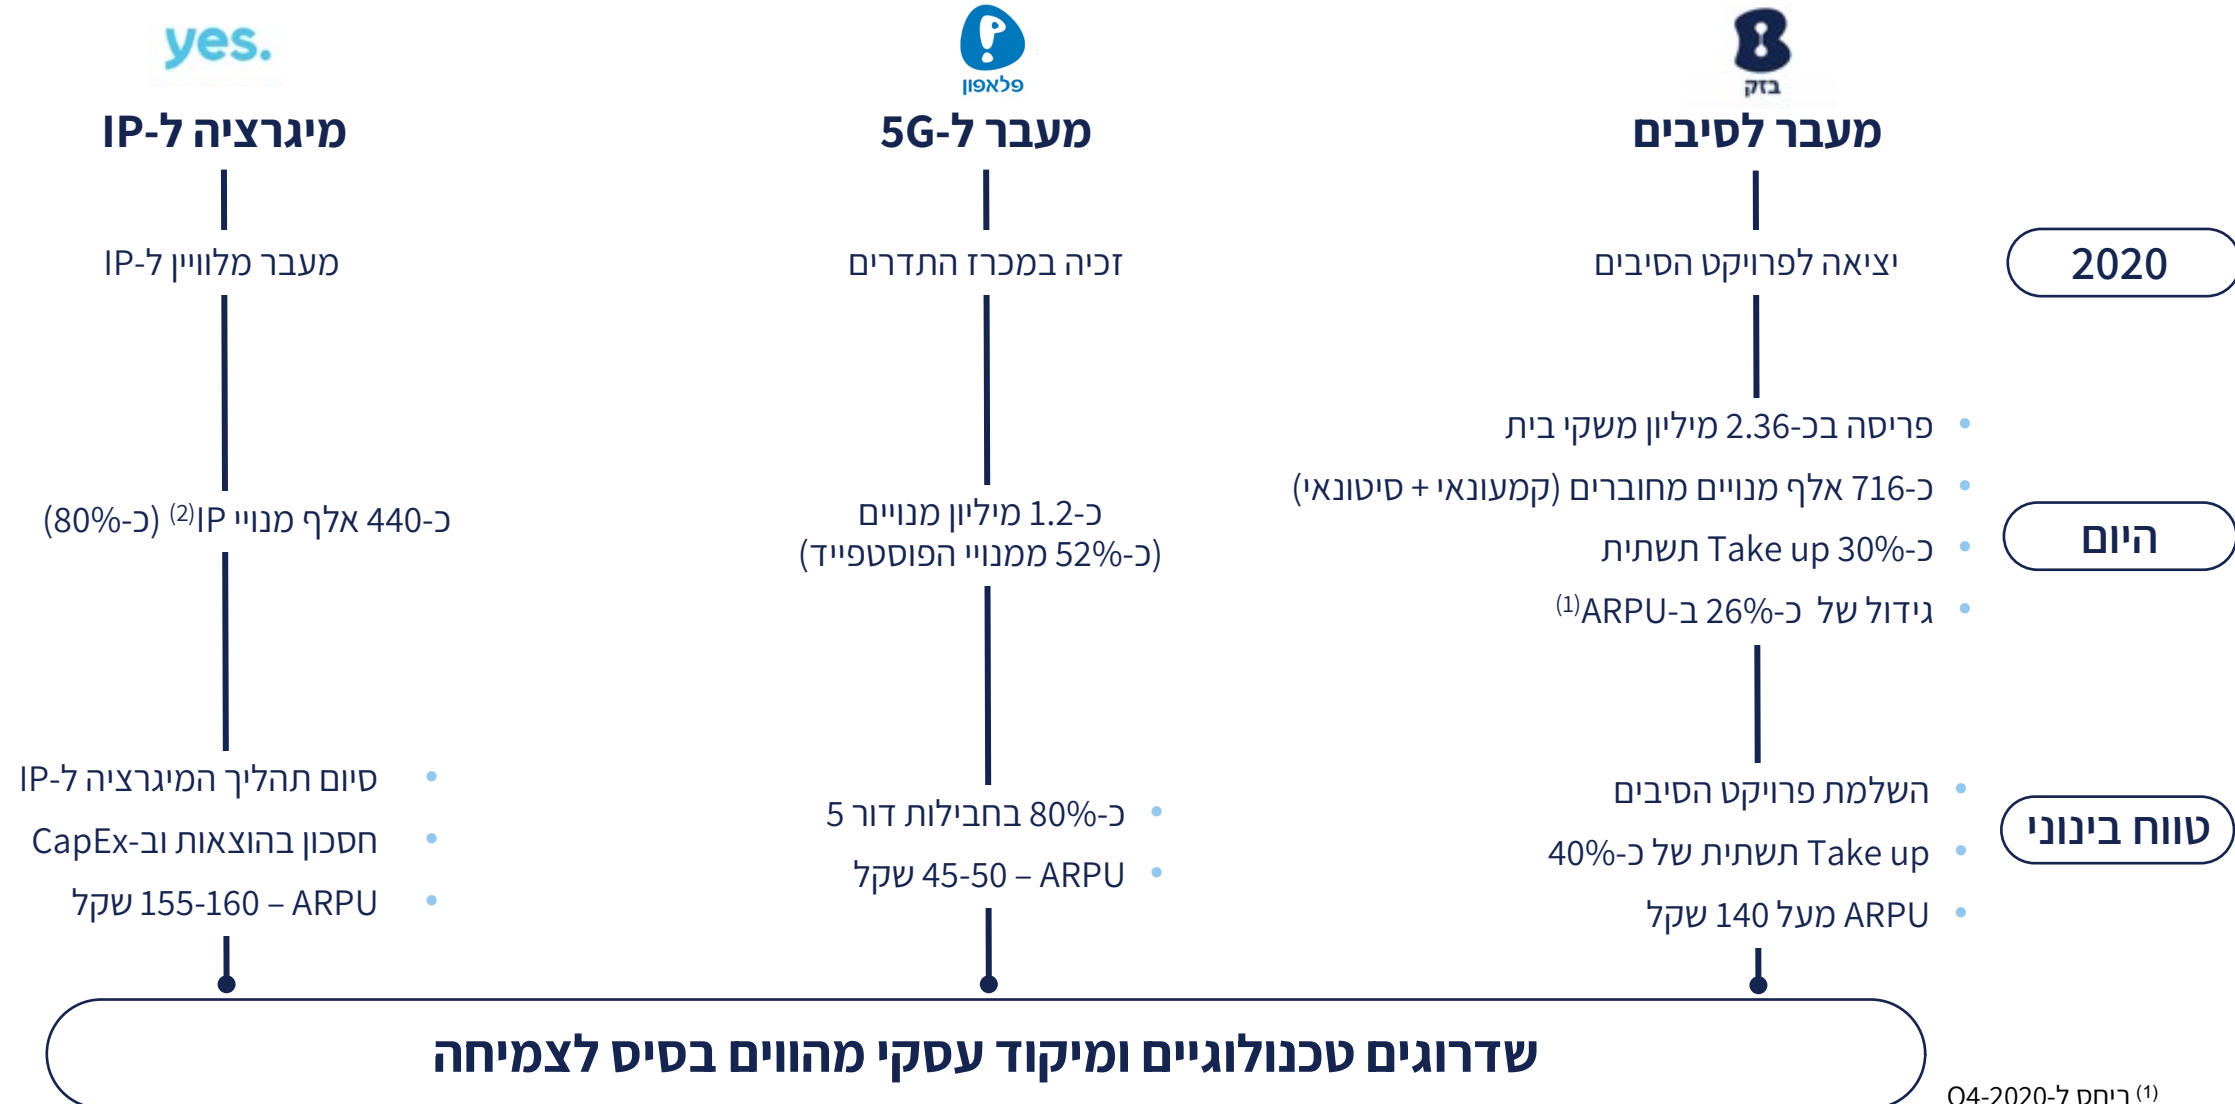 בזק
פלאפון
yes.
מעבר לסיבים
מעבר ל-5G
מיגרציה ל-IP
2020
יציאה לפרויקט הסיבים
זכיה במכרז התדרים
מעבר מלוויין ל-IP
היום
פריסה בכ-2.36 מיליון משקי בית
כ-716 אלף מנויים מחוברים (קמעונאי + סיטונאי)
כ-30% Take up תשתית
גידול של כ-26% ב-ARPU(1)
כ-1.2 מיליון מנויים
(כ-52% ממנויי הפוסטפייד)
כ-440 אלף מנויי IP(2) (כ-80%)
טווח בינוני
השלמת פרויקט הסיבים
Take up תשתית של כ-40%
ARPU מעל 140 שקל
כ-80% בחבילות דור 5
ARPU – 45-50 שקל
סיום תהליך המיגרציה ל-IP
חסכון בהוצאות וב-CapEx
ARPU – 155-160 שקל
שדרוגים טכנולוגיים ומיקוד עסקי מהווים בסיס לצמיחה
(1) ביחס ל-Q4-2020